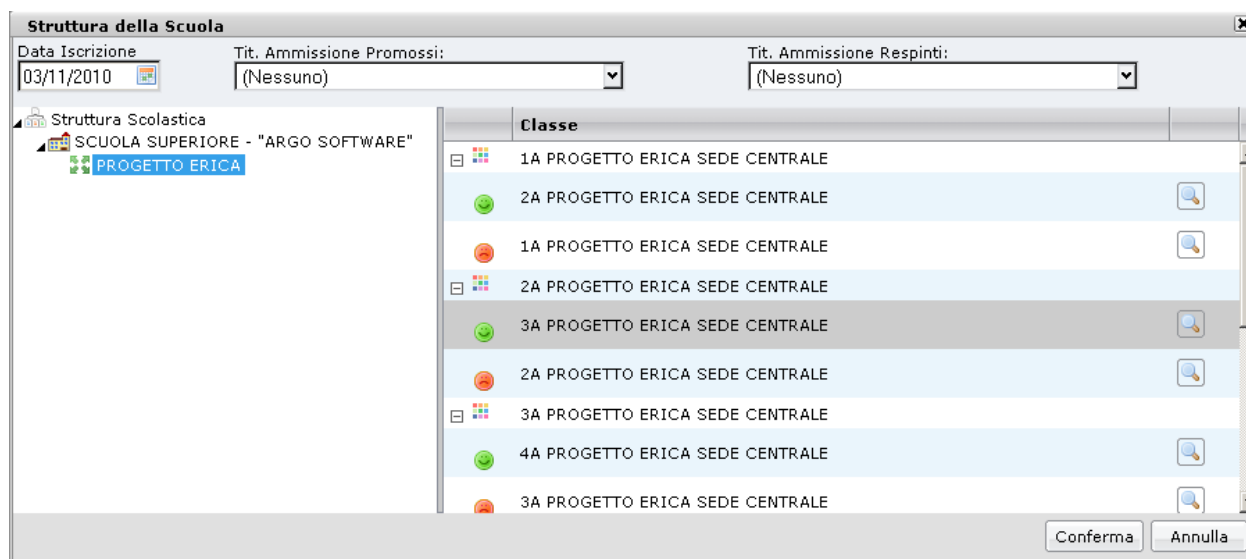 Struttura della Scuola
Data Iscrizione
Tit. Ammissione Promossi:
Tit. Ammissione Respinti:
03/11/2010
(Nessuno)
(Nessuno)
Struttura Scolastica
SCUOLA SUPERIORE - "ARGO SOFTWARE"
PROGETTO ERICA
Classe
1A PROGETTO ERICA SEDE CENTRALE
2A PROGETTO ERICA SEDE CENTRALE
1A PROGETTO ERICA SEDE CENTRALE
2A PROGETTO ERICA SEDE CENTRALE
3A PROGETTO ERICA SEDE CENTRALE
2A PROGETTO ERICA SEDE CENTRALE
3A PROGETTO ERICA SEDE CENTRALE
4A PROGETTO ERICA SEDE CENTRALE
3A PROGETTO ERICA SEDE CENTRALE
Conferma
Annulla